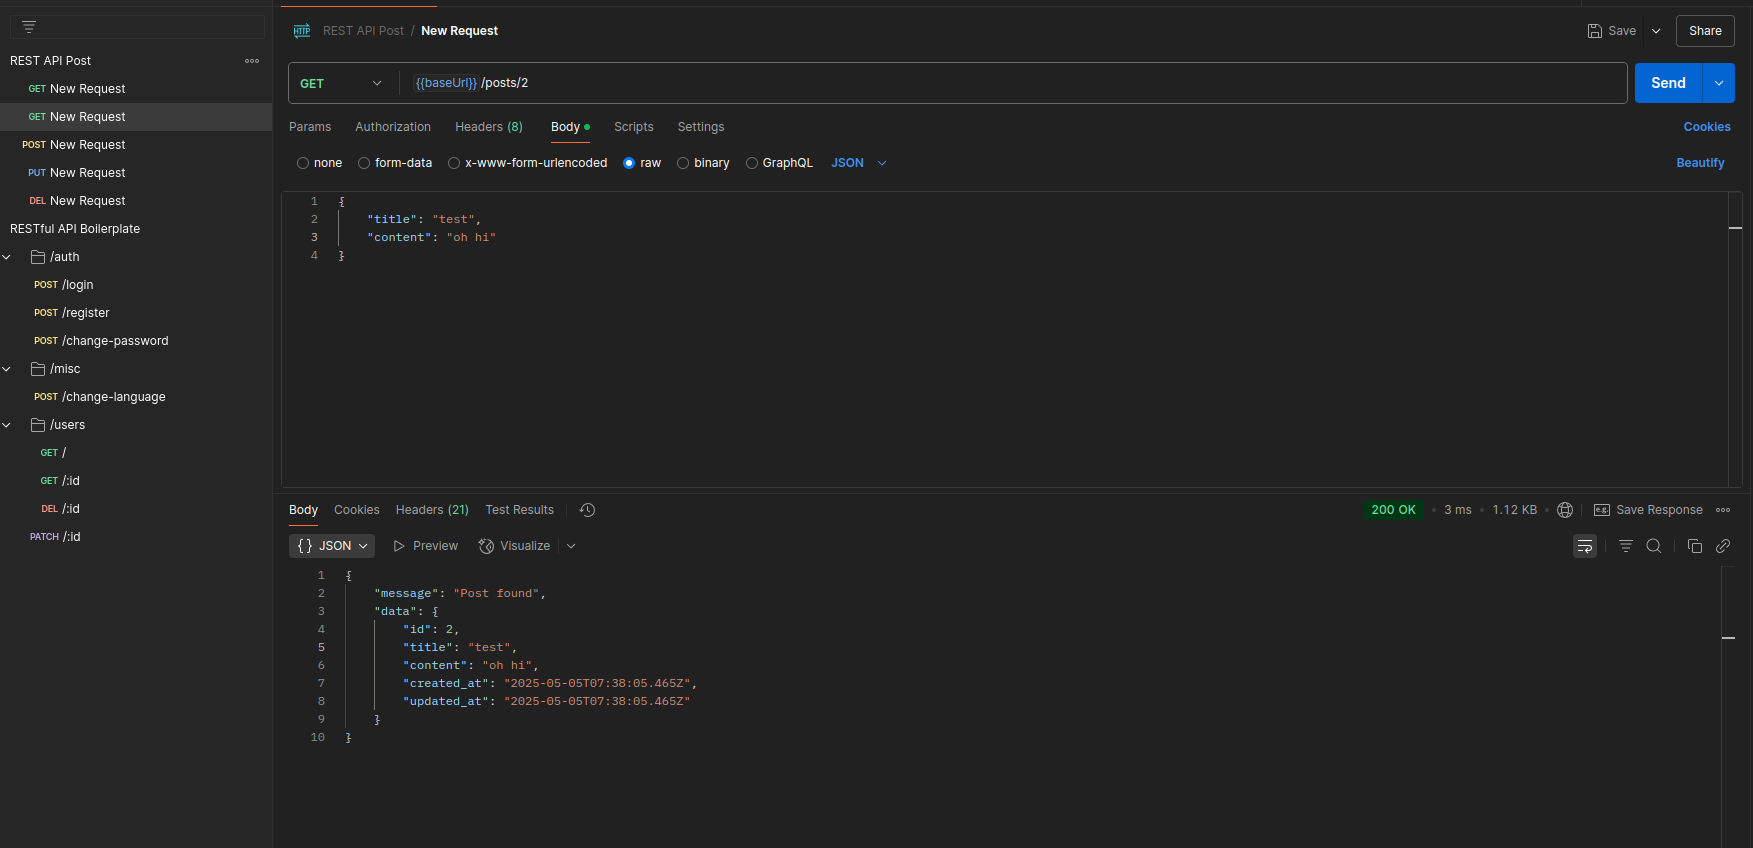 REST API Post
GET New Request
GET New Request
POST New Request
PUT New Request
DEL New Request
RESTful API Boilerplate
/auth
POST /login
POST /register
POST /change-password
/misc
POST /change-language
/users
GET /
GET /:id
DEL /:id
PATCH /:id
HTTP REST API Post / New Request
Save
Share
GET {{baseUrl}} /posts/2
Send
Params Authorization Headers (8) Body Scripts Settings
Cookies
none form-data x-www-form-urlencoded raw binary GraphQL JSON
Beautify
1 {
2 "title": "test",
3 "content": "oh hi"
4 }
Body Cookies Headers (21) Test Results
200 OK • 3 ms • 1.12 KB • e.g. Save Response
{} JSON Preview Visualize
1 {
2 "message": "Post found",
3 "data": {
4 "id": 2,
5 "title": "test",
6 "content": "oh hi",
7 "created_at": "2025-05-05T07:38:05.465Z",
8 "updated_at": "2025-05-05T07:38:05.465Z"
9 }
10 }